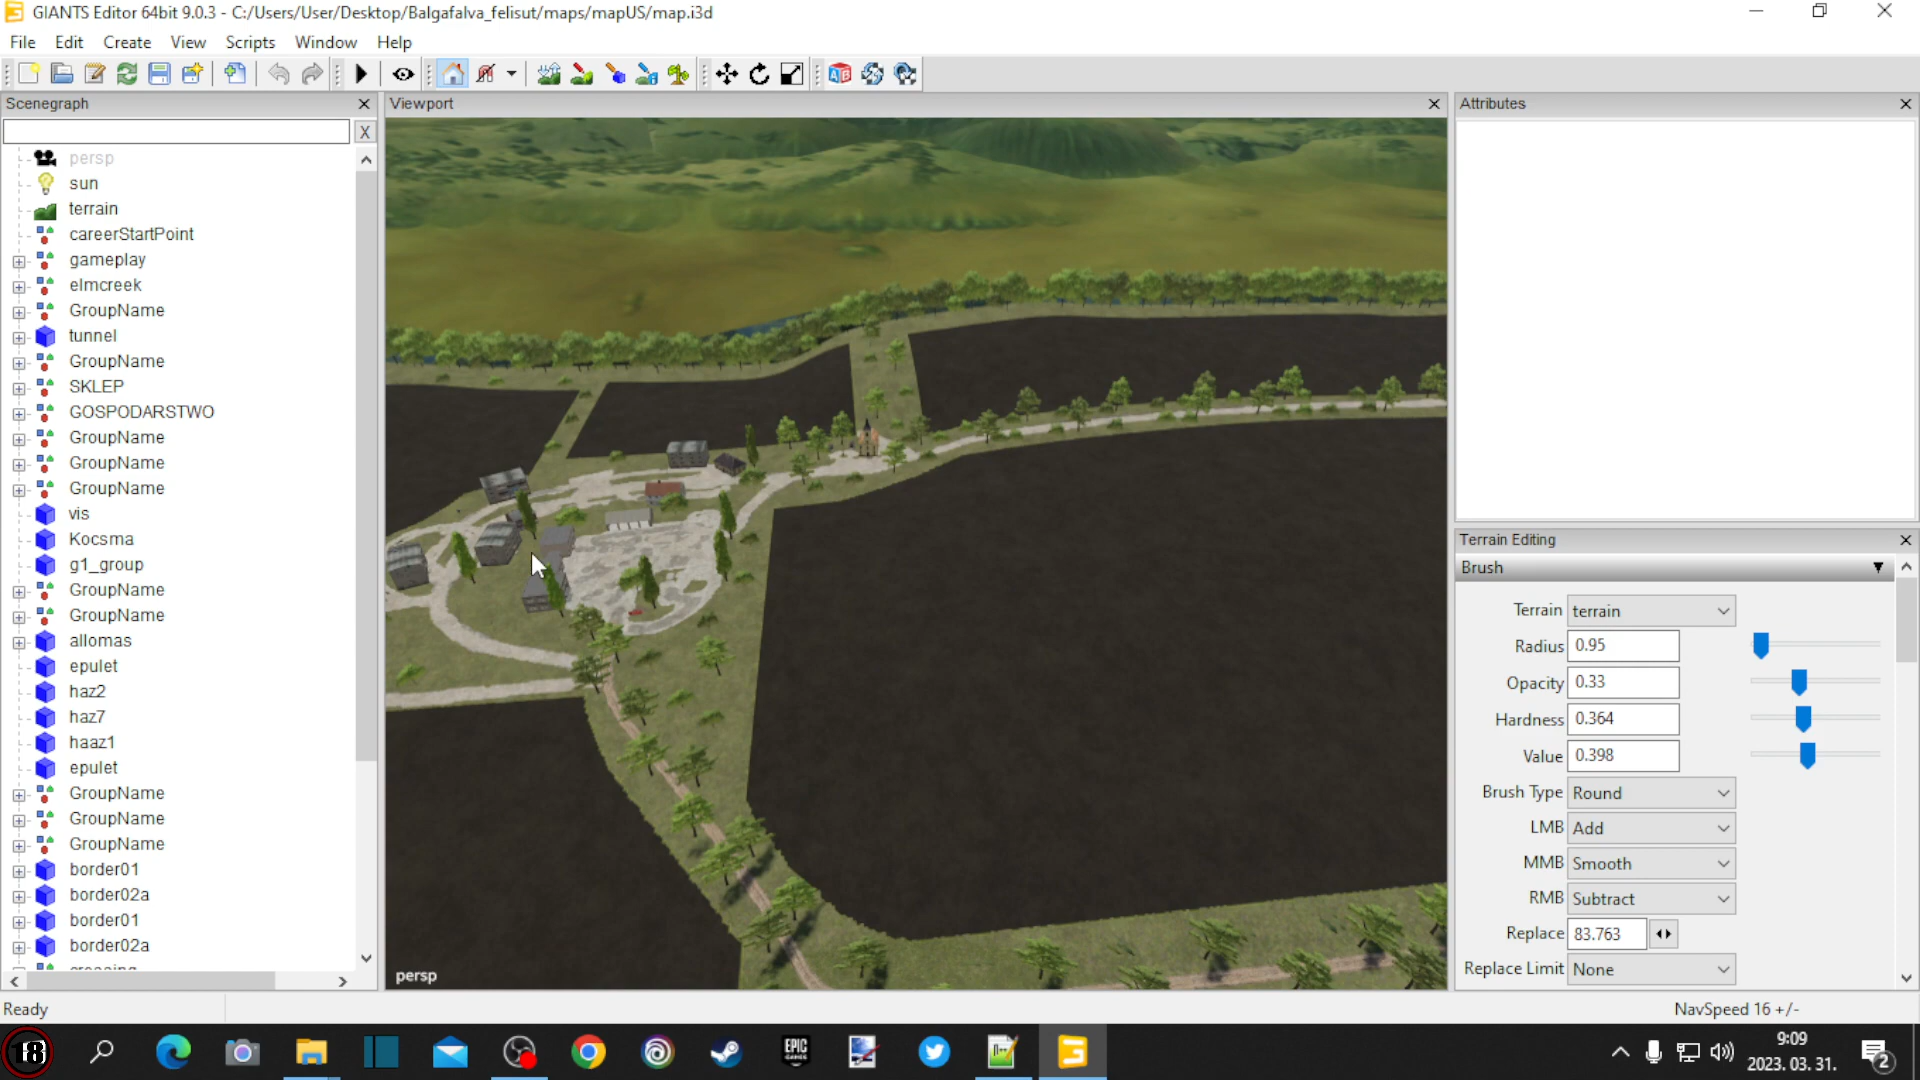 GIANTS Editor 64bit 9.0.3 - C:/Users/User/Desktop/Balgafalva_felisut/maps/mapUS/map.i3d
File Edit Create View Scripts Window Help
Scenegraph
X
persp
sun
terrain
careerStartPoint
gameplay
elmcreek
GroupName
tunnel
GroupName
SKLEP
GOSPODARSTWO
GroupName
GroupName
GroupName
vis
Kocsma
g1_group
GroupName
GroupName
allomas
epulet
haz2
haz7
haaz1
epulet
GroupName
GroupName
GroupName
border01
border02a
border01
border02a
Viewport
persp
Attributes
Terrain Editing
Brush
Terrain terrain
Radius 0.95
Opacity 0.33
Hardness 0.364
Value 0.398
Brush Type Round
LMB Add
MMB Smooth
RMB Subtract
Replace 83.763
Replace Limit None
Ready
NavSpeed 16 +/-
18
EPIC GAMES
9:09
2023. 03. 31.
2